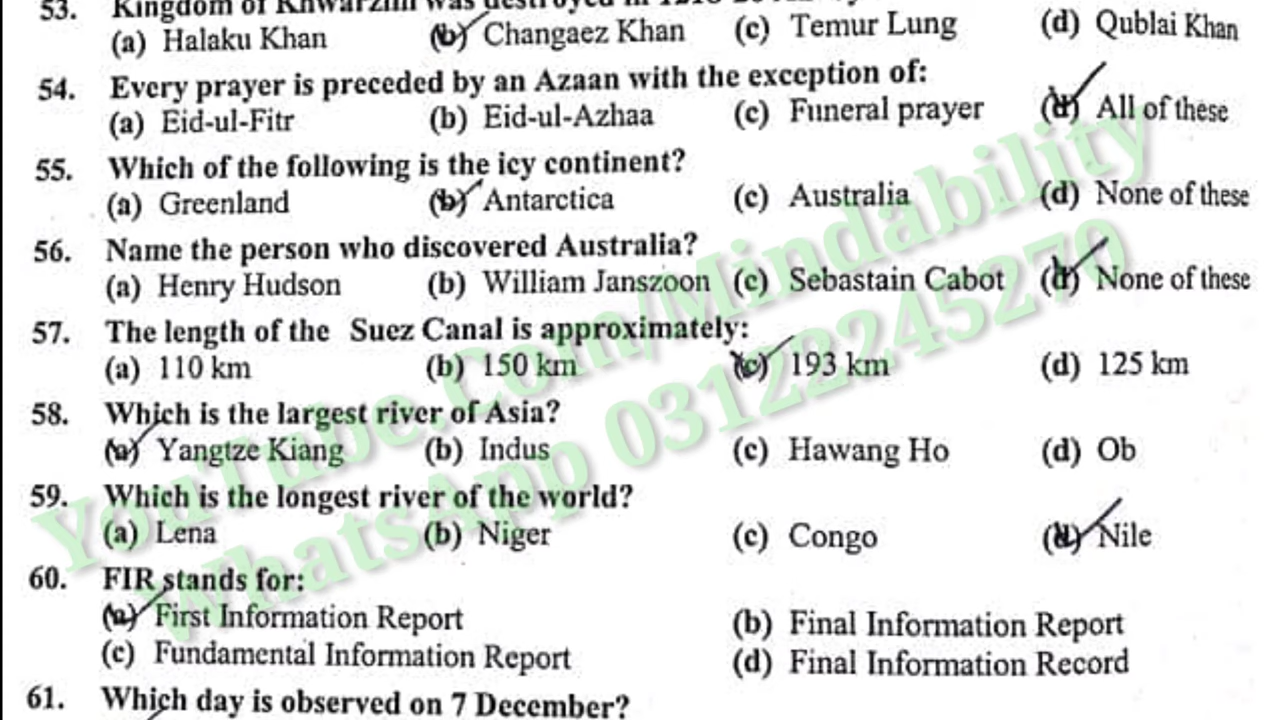 53. Kingdom of Khwarzim was destroyed in
(a) Halaku Khan (b) Changaez Khan (c) Temur Lung (d) Qublai Khan
54. Every prayer is preceded by an Azaan with the exception of:
(a) Eid-ul-Fitr (b) Eid-ul-Azhaa (c) Funeral prayer (d) All of these
55. Which of the following is the icy continent?
(a) Greenland (b) Antarctica (c) Australia (d) None of these
56. Name the person who discovered Australia?
(a) Henry Hudson (b) William Janszoon (c) Sebastain Cabot (d) None of these
57. The length of the Suez Canal is approximately:
(a) 110 km (b) 150 km (c) 193 km (d) 125 km
58. Which is the largest river of Asia?
(a) Yangtze Kiang (b) Indus (c) Hawang Ho (d) Ob
59. Which is the longest river of the world?
(a) Lena (b) Niger (c) Congo (d) Nile
60. FIR stands for:
(a) First Information Report (b) Final Information Report
(c) Fundamental Information Report (d) Final Information Record
61. Which day is observed on 7 December?
YouTube.Com/Mindability
WhatsApp 03122245270